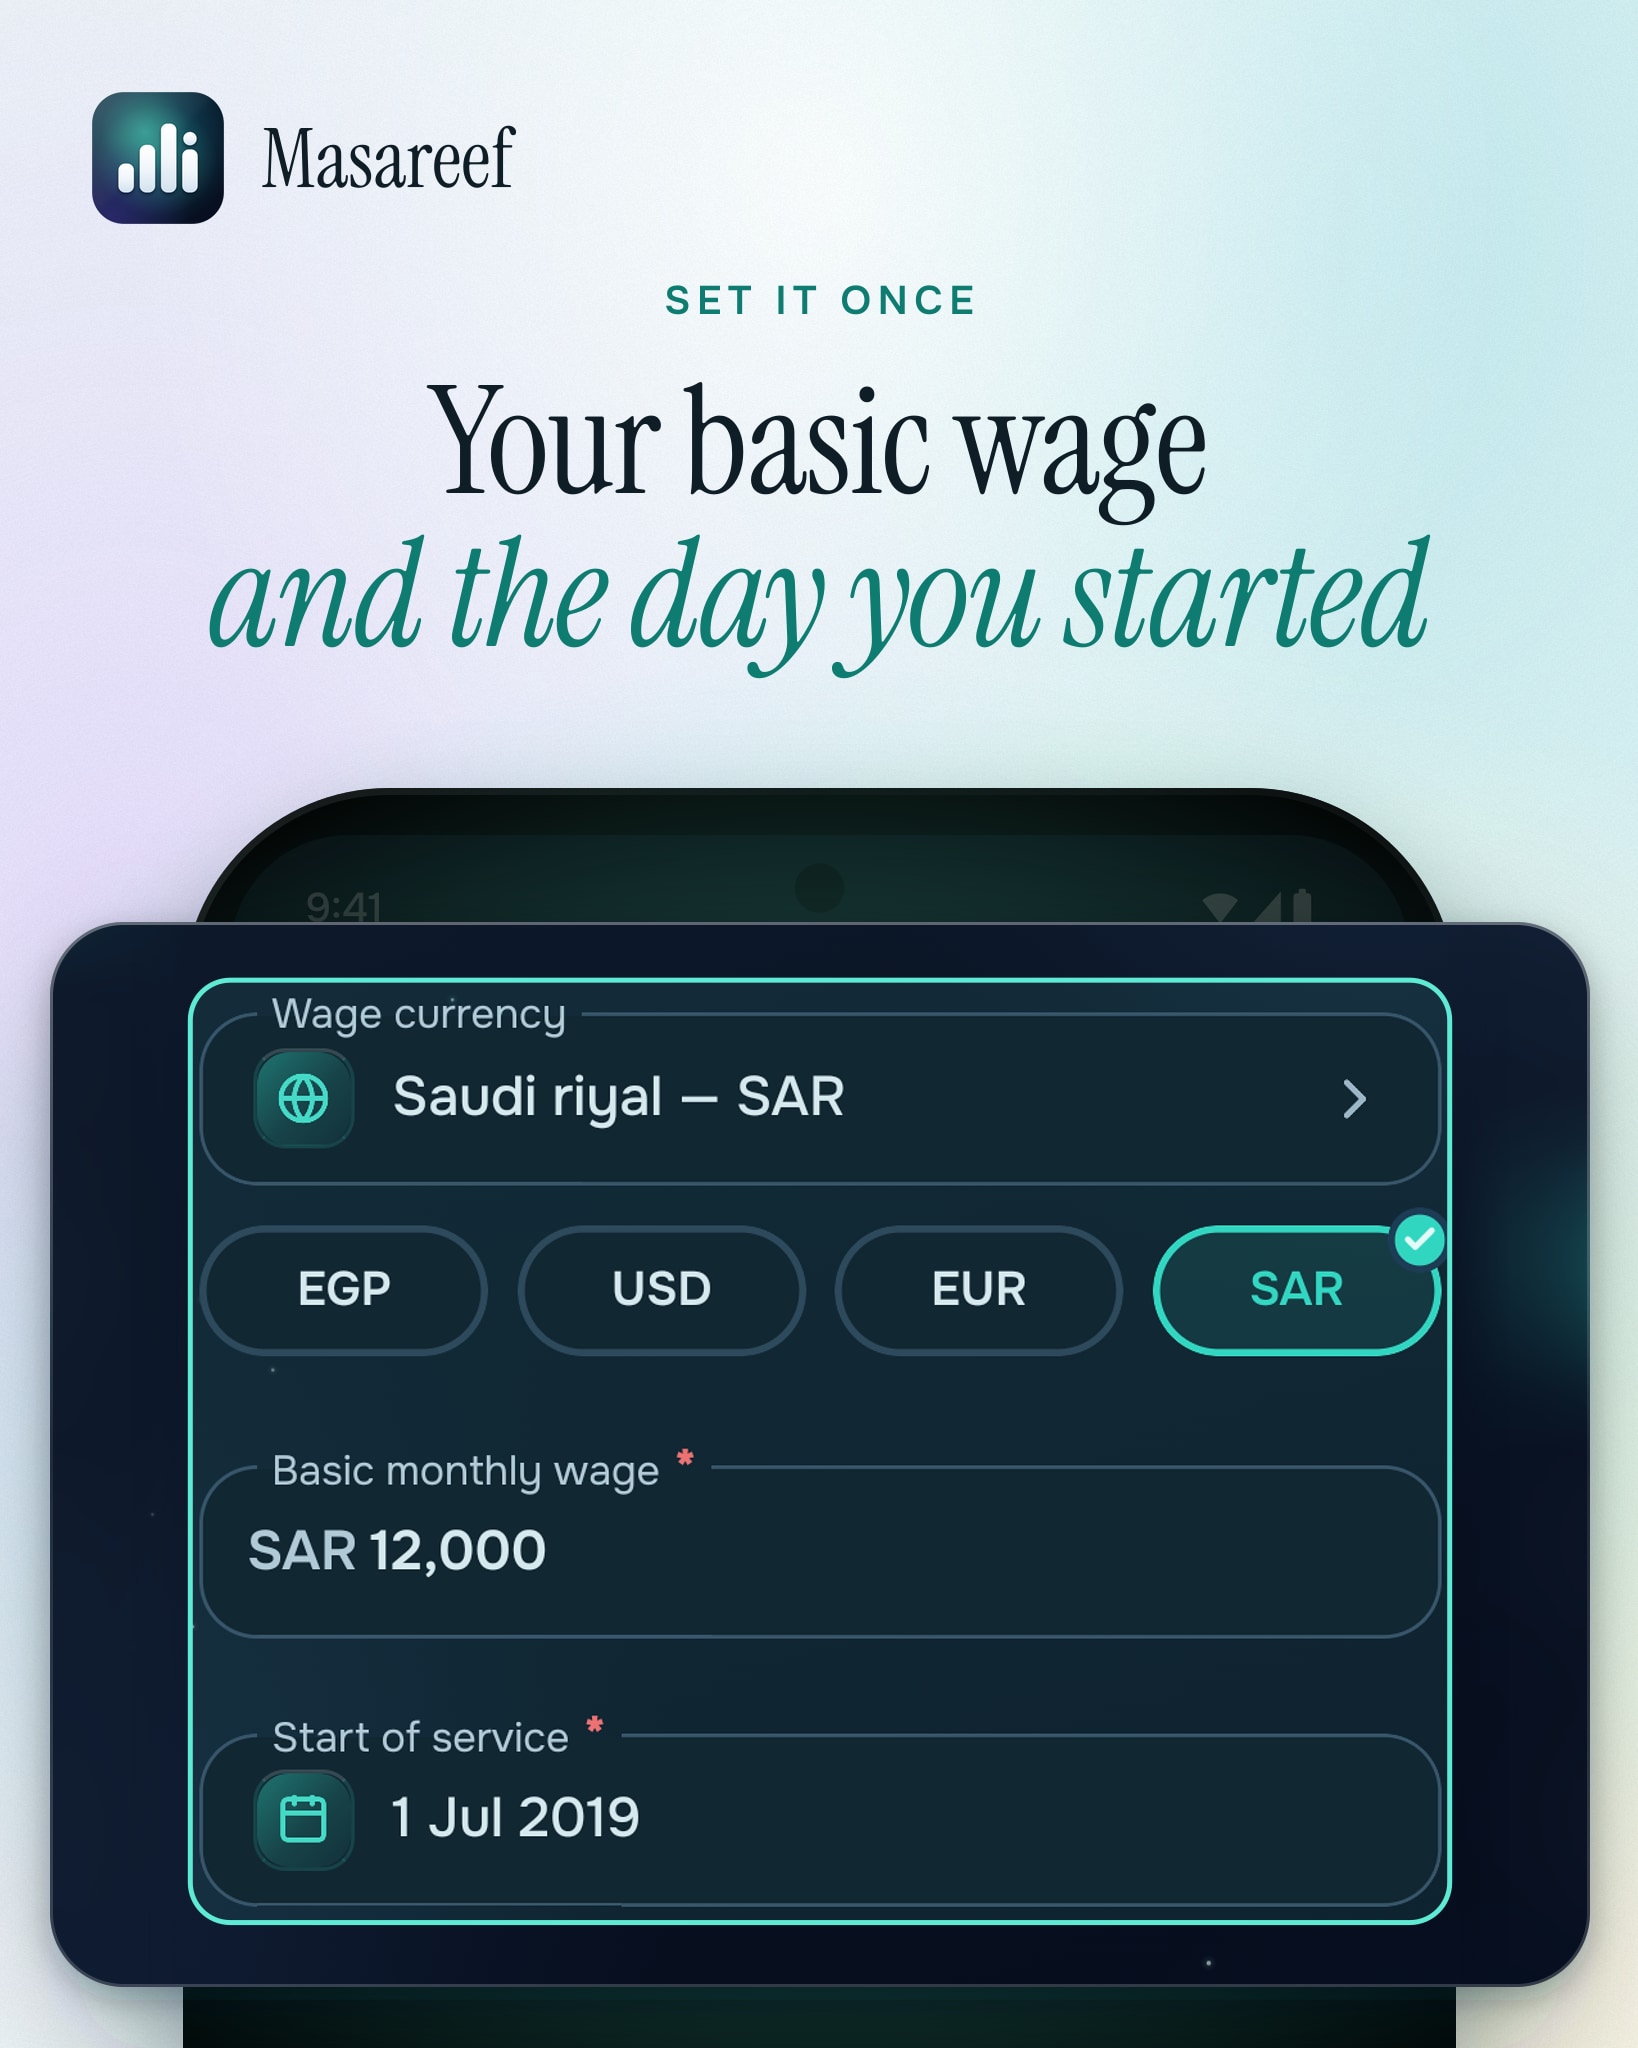 Masareef
SET IT ONCE
Your basic wage
and the day you started
9:41
Wage currency
Saudi riyal — SAR
EGP USD EUR SAR
Basic monthly wage *
SAR 12,000
Start of service *
1 Jul 2019